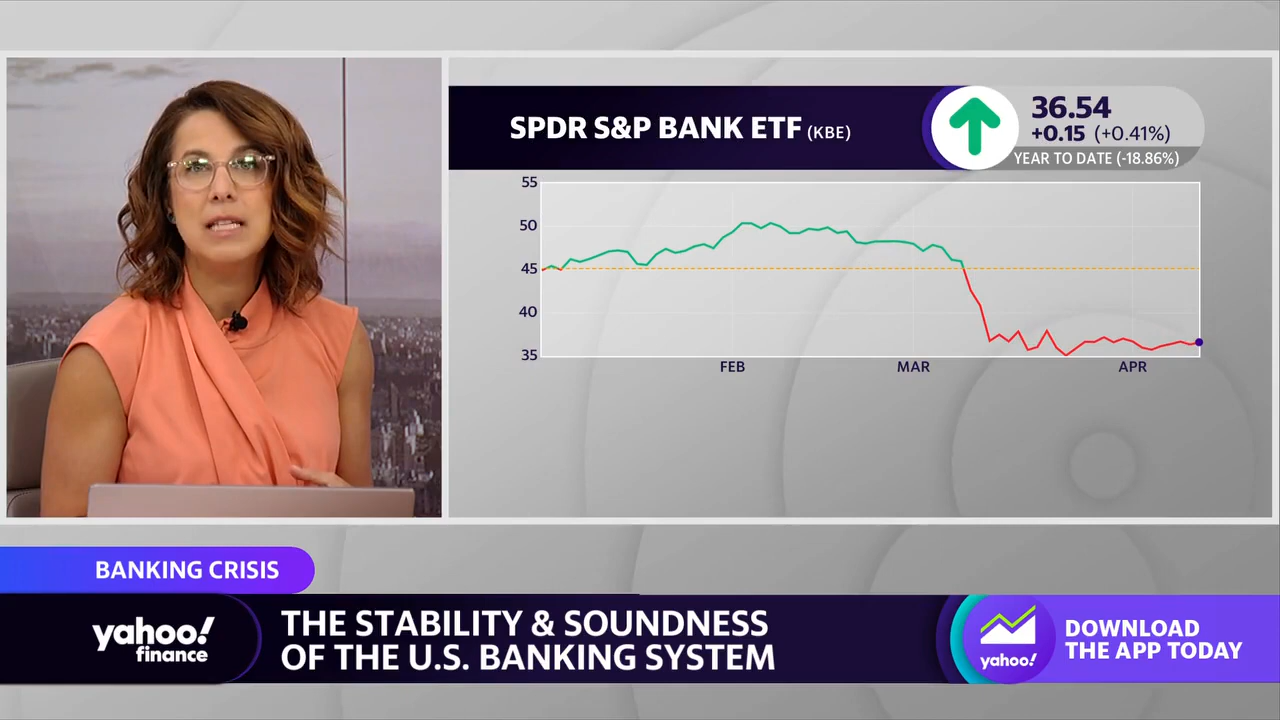 SPDR S&P BANK ETF (KBE)
36.54
+0.15 (+0.41%)
YEAR TO DATE (-18.86%)
55
50
45
40
35
FEB
MAR
APR
BANKING CRISIS
yahoo!
finance
THE STABILITY & SOUNDNESS
OF THE U.S. BANKING SYSTEM
yahoo!
DOWNLOAD
THE APP TODAY